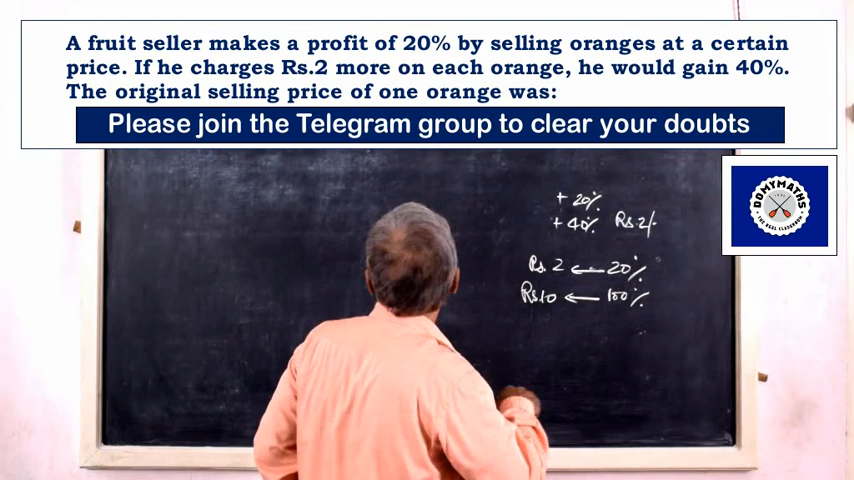 A fruit seller makes a profit of 20% by selling oranges at a certain
price. If he charges Rs.2 more on each orange, he would gain 40%.
The original selling price of one orange was:
Please join the Telegram group to clear your doubts
DOMYMATHS
THE REAL CLASSROOM
+ 20%
+ 40% Rs.2/-
Rs. 2 ← 20%
Rs.10 ← 100%